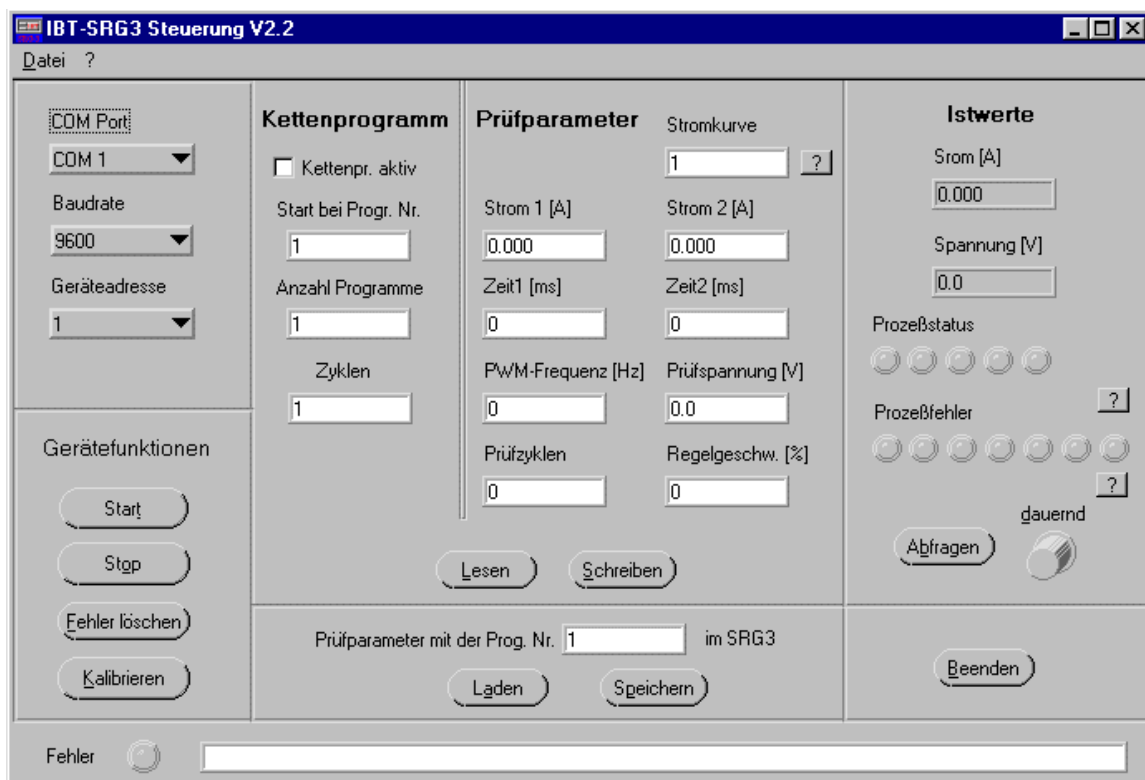 IBT-SRG3 Steuerung V2.2
Datei ?
COM Port
COM 1
Baudrate
9600
Geräteadresse
1
Gerätefunktionen
Start
Stop
Fehler löschen
Kalibrieren
Kettenprogramm
Kettenpr. aktiv
Start bei Progr. Nr.
1
Anzahl Programme
1
Zyklen
1
Prüfparameter
Stromkurve
1 ?
Strom 1 [A] Strom 2 [A]
0.000 0.000
Zeit1 [ms] Zeit2 [ms]
0 0
PWM-Frequenz [Hz] Prüfspannung [V]
0 0.0
Prüfzyklen Regelgeschw. [%]
0 0
Lesen Schreiben
Prüfparameter mit der Prog. Nr. 1 im SRG3
Laden Speichern
Istwerte
Srom [A]
0.000
Spannung [V]
0.0
Prozeßstatus
?
Prozeßfehler
?
dauernd
Abfragen
Beenden
Fehler